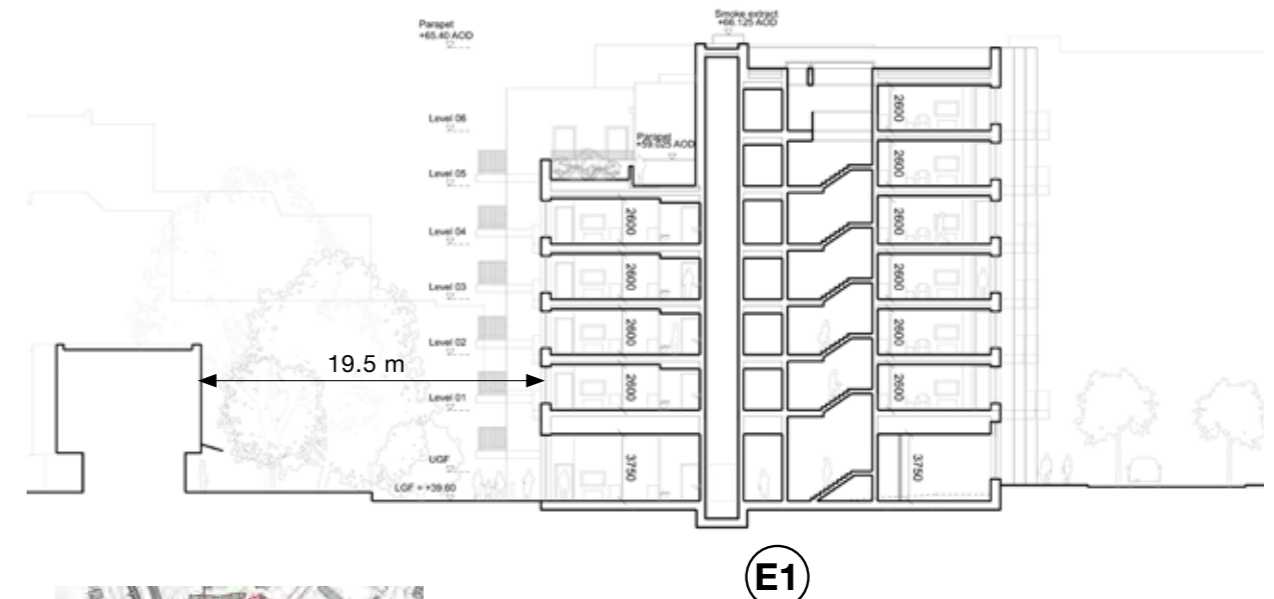 Smoke extract
+66.125 AOD
Parapet
+65.40 AOD
Level 06
2600
Parapet
+59.025 AOD
Level 05
2600
Level 04
2600
2600
Level 03
2600
2600
Level 02
2600
2600
19.5 m
Level 01
2600
2600
UGF
3750
3750
LGF = +39.60
E1